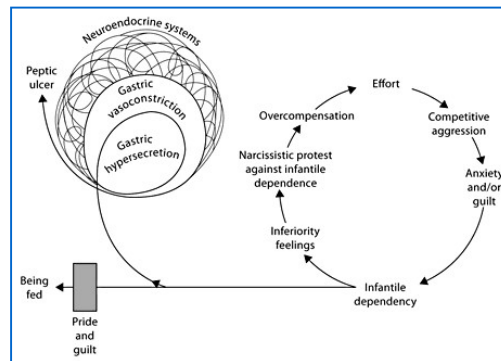 Neuroendocrine systems
Peptic
ulcer
Gastric
vasoconstriction
Gastric
hypersecretion
Effort
Overcompensation
Competitive
aggression
Narcissistic protest
against infantile
dependence
Anxiety
and/or
guilt
Inferiority
feelings
Infantile
dependency
Being
fed
Pride
and
guilt